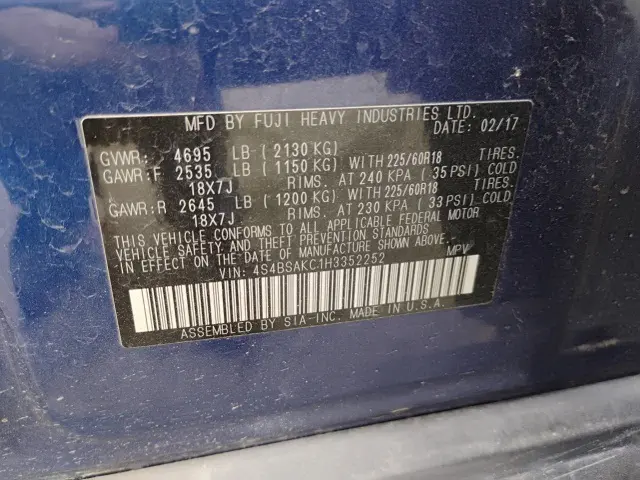 MFD BY FUJI HEAVY INDUSTRIES LTD.
DATE: 02/17
GVWR: 4695 LB ( 2130 KG)
GAWR:F 2535 LB ( 1150 KG) WITH 225/60R18 TIRES.
18X7J RIMS. AT 240 KPA ( 35 PSI) COLD
GAWR:R 2645 LB ( 1200 KG) WITH 225/60R18 TIRES.
18X7J RIMS. AT 230 KPA ( 33 PSI) COLD
THIS VEHICLE CONFORMS TO ALL APPLICABLE FEDERAL MOTOR
VEHICLE SAFETY AND BUMPER STANDARDS IN EFFECT ON THE
DATE OF MANUFACTURE SHOWN ABOVE.
VIN: 4S4BSAKC1H3352252 MPV
ASSEMBLED BY SIA-INC. MADE IN U.S.A.